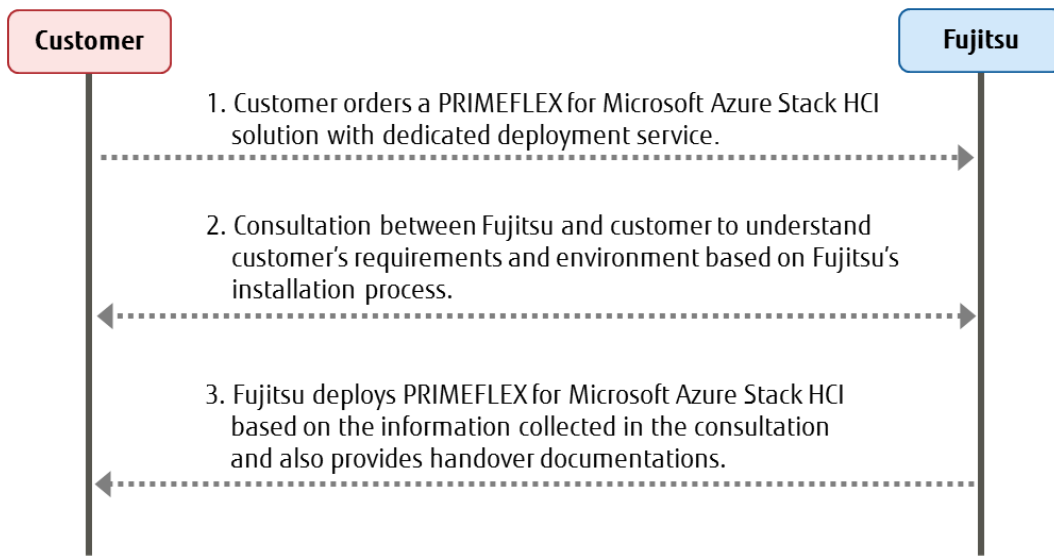 Customer
Fujitsu
1. Customer orders a PRIMEFLEX for Microsoft Azure Stack HCI
solution with dedicated deployment service.
2. Consultation between Fujitsu and customer to understand
customer's requirements and environment based on Fujitsu's
installation process.
3. Fujitsu deploys PRIMEFLEX for Microsoft Azure Stack HCI
based on the information collected in the consultation
and also provides handover documentations.